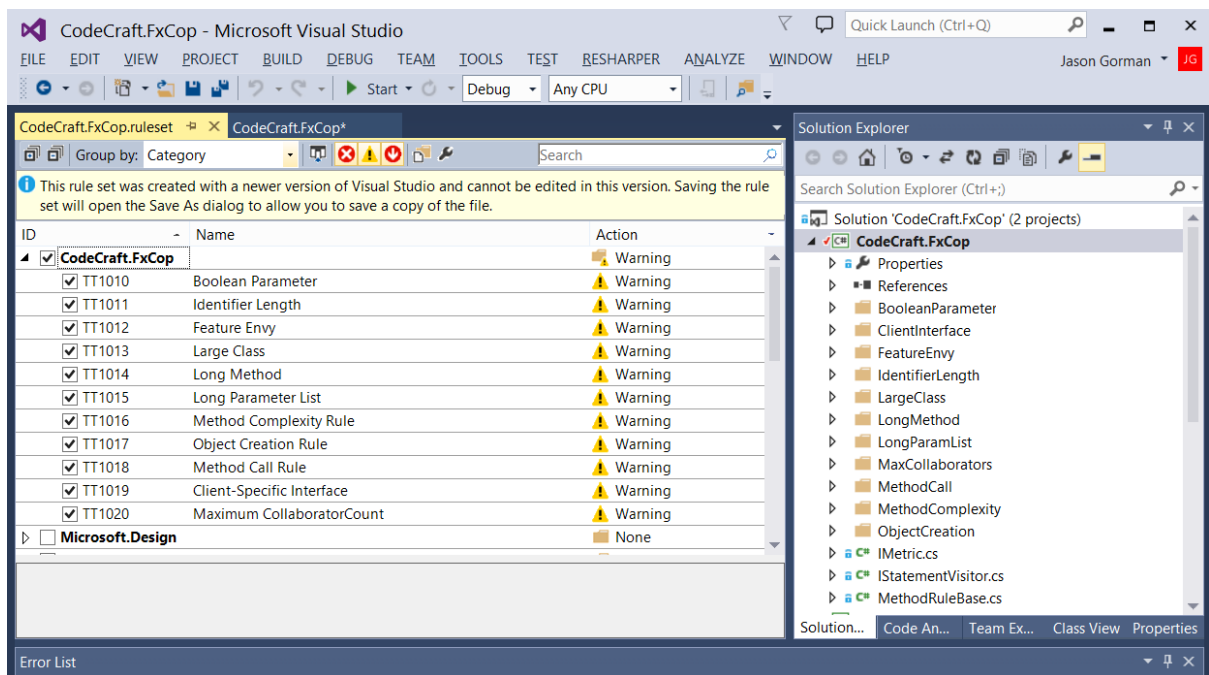 CodeCraft.FxCop - Microsoft Visual Studio
Quick Launch (Ctrl+Q)
FILE EDIT VIEW PROJECT BUILD DEBUG TEAM TOOLS TEST RESHARPER ANALYZE WINDOW HELP
Jason Gorman JG
Start Debug Any CPU
CodeCraft.FxCop.ruleset CodeCraft.FxCop*
Group by: Category Search
This rule set was created with a newer version of Visual Studio and cannot be edited in this version. Saving the rule
set will open the Save As dialog to allow you to save a copy of the file.
ID Name Action
CodeCraft.FxCop Warning
TT1010 Boolean Parameter Warning
TT1011 Identifier Length Warning
TT1012 Feature Envy Warning
TT1013 Large Class Warning
TT1014 Long Method Warning
TT1015 Long Parameter List Warning
TT1016 Method Complexity Rule Warning
TT1017 Object Creation Rule Warning
TT1018 Method Call Rule Warning
TT1019 Client-Specific Interface Warning
TT1020 Maximum CollaboratorCount Warning
Microsoft.Design None
Solution Explorer
Search Solution Explorer (Ctrl+;)
Solution 'CodeCraft.FxCop' (2 projects)
C# CodeCraft.FxCop
Properties
References
BooleanParameter
ClientInterface
FeatureEnvy
IdentifierLength
LargeClass
LongMethod
LongParamList
MaxCollaborators
MethodCall
MethodComplexity
ObjectCreation
C# IMetric.cs
C# IStatementVisitor.cs
C# MethodRuleBase.cs
Solution... Code An... Team Ex... Class View Properties
Error List